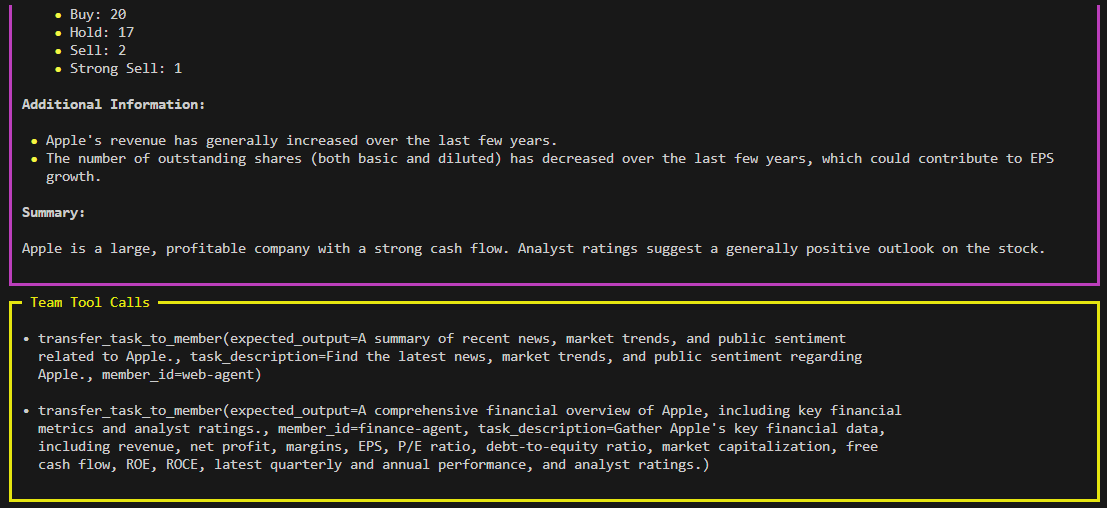 • Buy: 20
• Hold: 17
• Sell: 2
• Strong Sell: 1
Additional Information:
• Apple's revenue has generally increased over the last few years.
• The number of outstanding shares (both basic and diluted) has decreased over the last few years, which could contribute to EPS
growth.
Summary:
Apple is a large, profitable company with a strong cash flow. Analyst ratings suggest a generally positive outlook on the stock.
Team Tool Calls
• transfer_task_to_member(expected_output=A summary of recent news, market trends, and public sentiment
related to Apple., task_description=Find the latest news, market trends, and public sentiment regarding
Apple., member_id=web-agent)
• transfer_task_to_member(expected_output=A comprehensive financial overview of Apple, including key financial
metrics and analyst ratings., member_id=finance-agent, task_description=Gather Apple's key financial data,
including revenue, net profit, margins, EPS, P/E ratio, debt-to-equity ratio, market capitalization, free
cash flow, ROE, ROCE, latest quarterly and annual performance, and analyst ratings.)